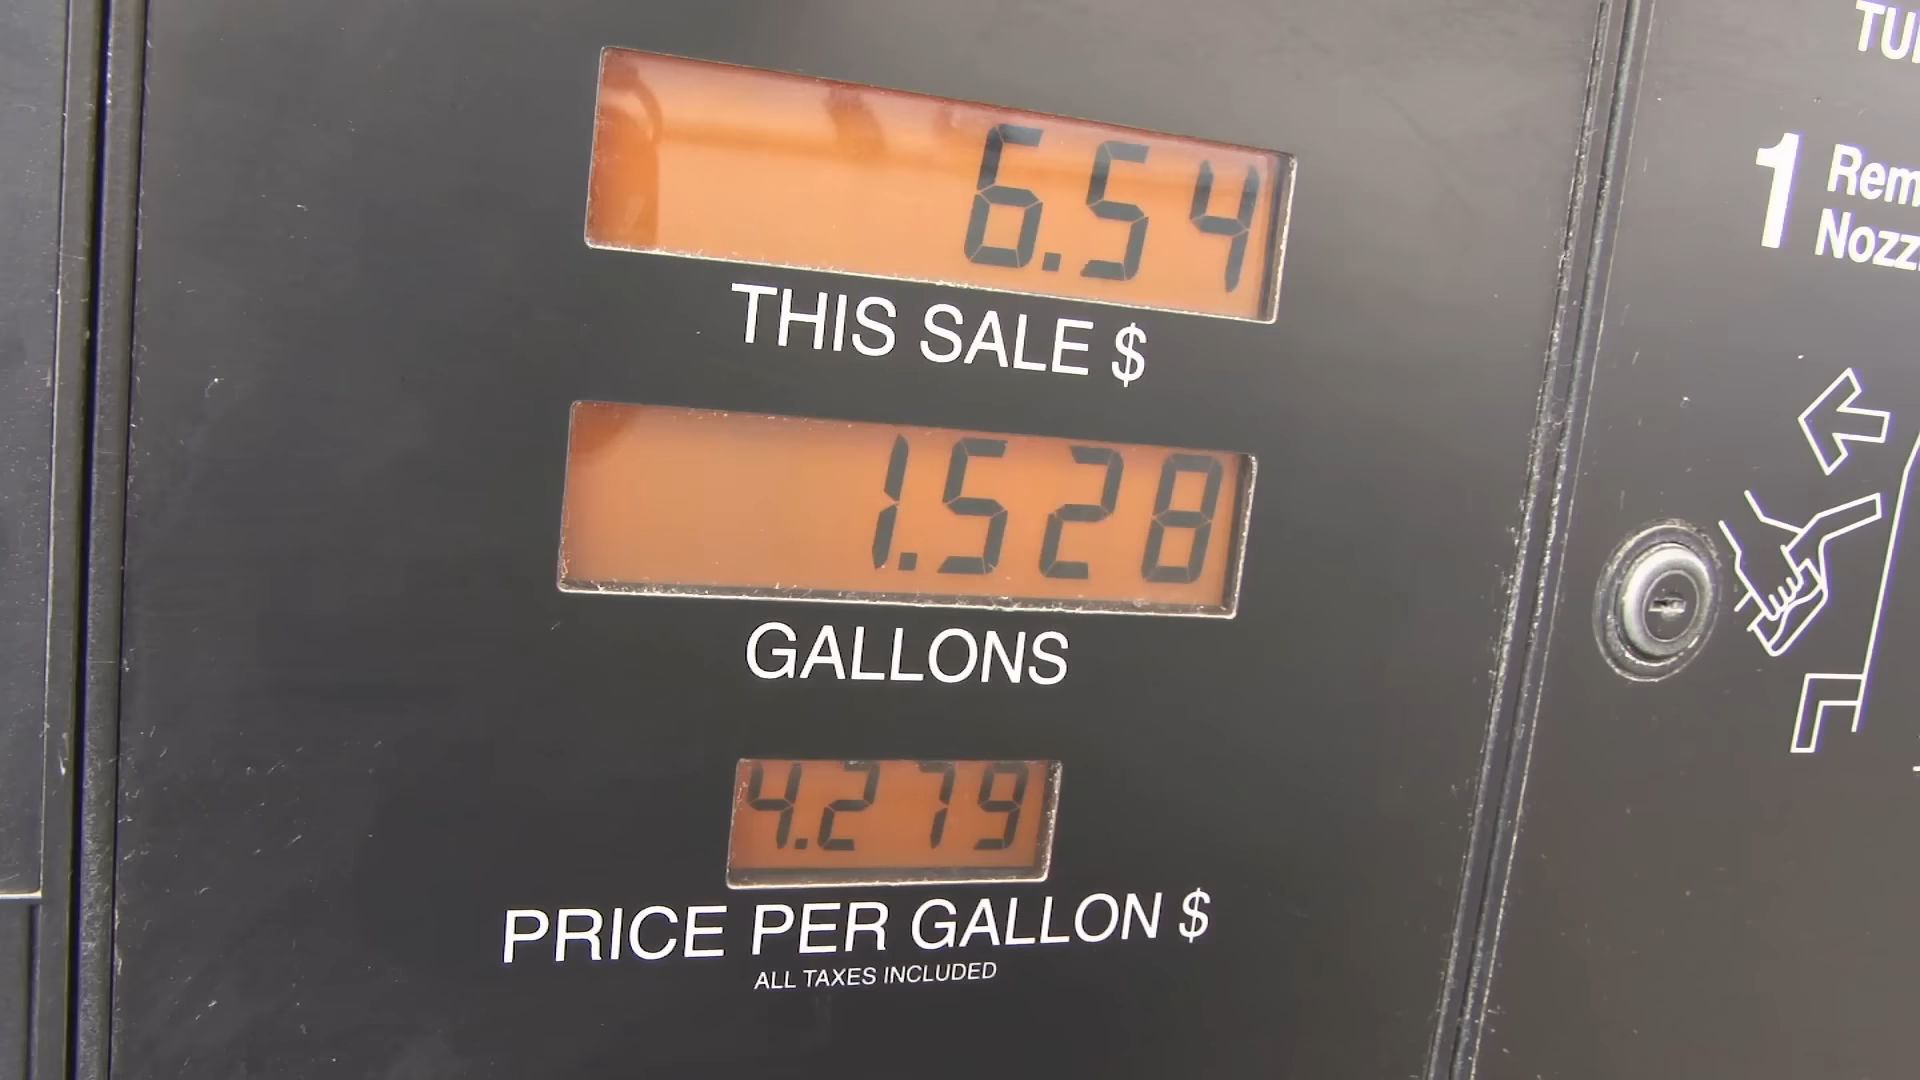 6.54
THIS SALE $
1.528
GALLONS
4.279
PRICE PER GALLON $
ALL TAXES INCLUDED
1